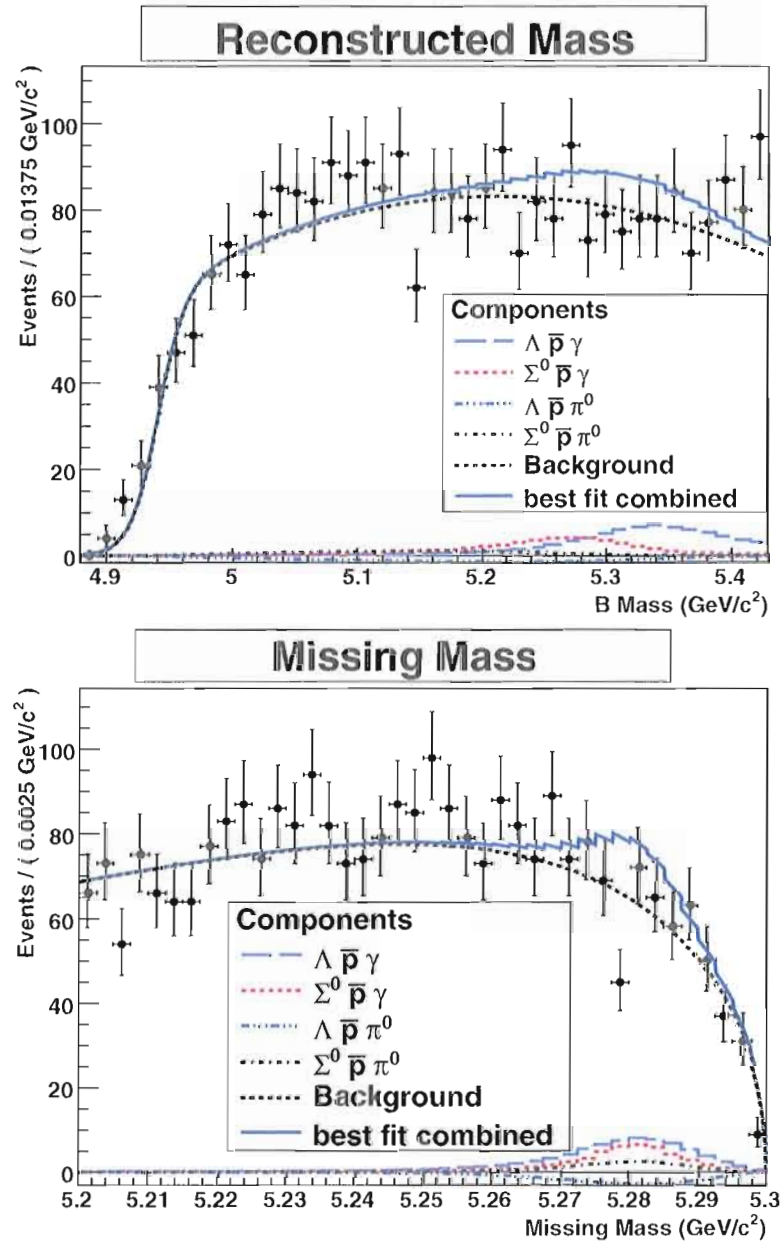 Reconstructed Mass
Events / ( 0.01375 GeV/c²)
100
80
60
40
20
0
Components
Λ p̅ γ
Σ⁰ p̅ γ
Λ p̅ π⁰
Σ⁰ p̅ π⁰
Background
best fit combined
4.9 5 5.1 5.2 5.3 5.4
B Mass (GeV/c²)
Missing Mass
Events / ( 0.0025 GeV/c²)
100
80
60
40
20
0
Components
Λ p̅ γ
Σ⁰ p̅ γ
Λ p̅ π⁰
Σ⁰ p̅ π⁰
Background
best fit combined
5.2 5.21 5.22 5.23 5.24 5.25 5.26 5.27 5.28 5.29 5.3
Missing Mass (GeV/c²)